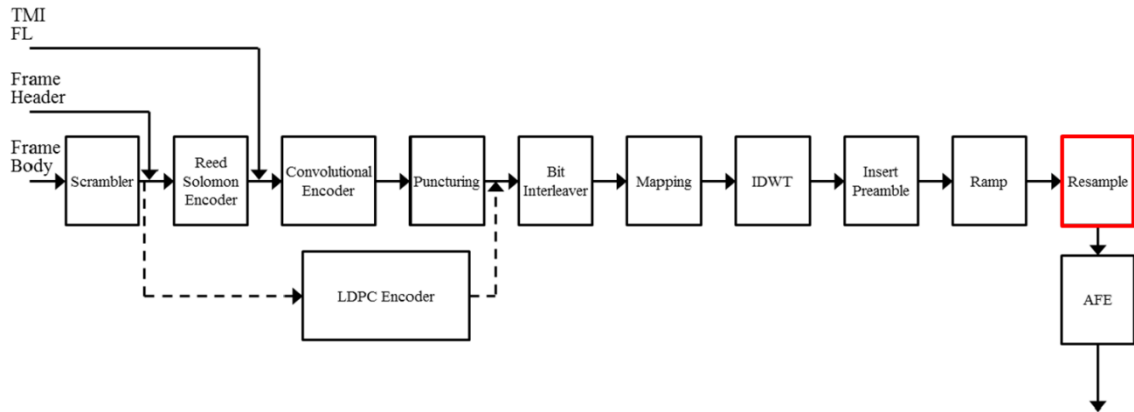 TMI
FL
Frame
Header
Frame
Body
Scrambler
Reed
Solomon
Encoder
Convolutional
Encoder
Puncturing
Bit
Interleaver
Mapping
IDWT
Insert
Preamble
Ramp
Resample
LDPC Encoder
AFE